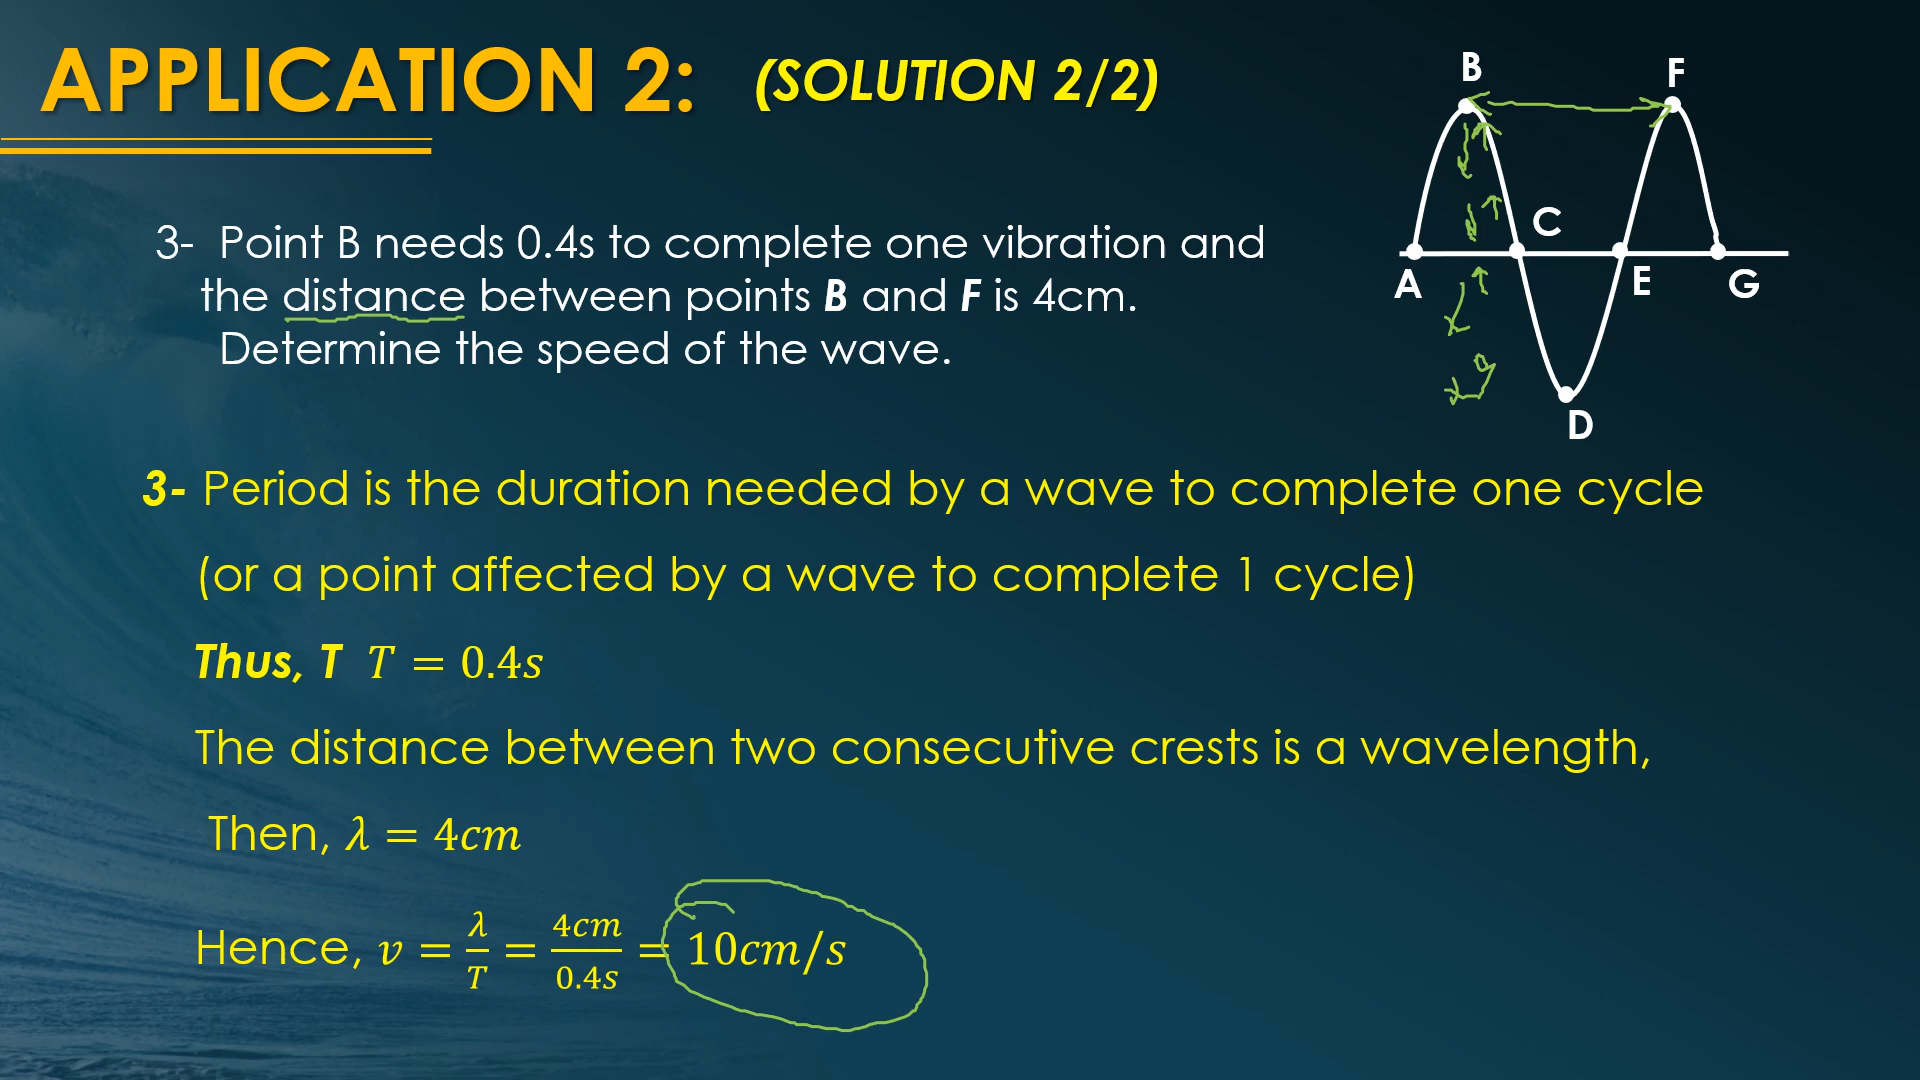 APPLICATION 2: (SOLUTION 2/2)
B
F
C
A
E
G
D
3- Point B needs 0.4s to complete one vibration and
the distance between points B and F is 4cm.
Determine the speed of the wave.
3- Period is the duration needed by a wave to complete one cycle
(or a point affected by a wave to complete 1 cycle)
Thus, T T = 0.4s
The distance between two consecutive crests is a wavelength,
Then, λ = 4cm
Hence, v = λ/T = 4cm/0.4s = 10cm/s